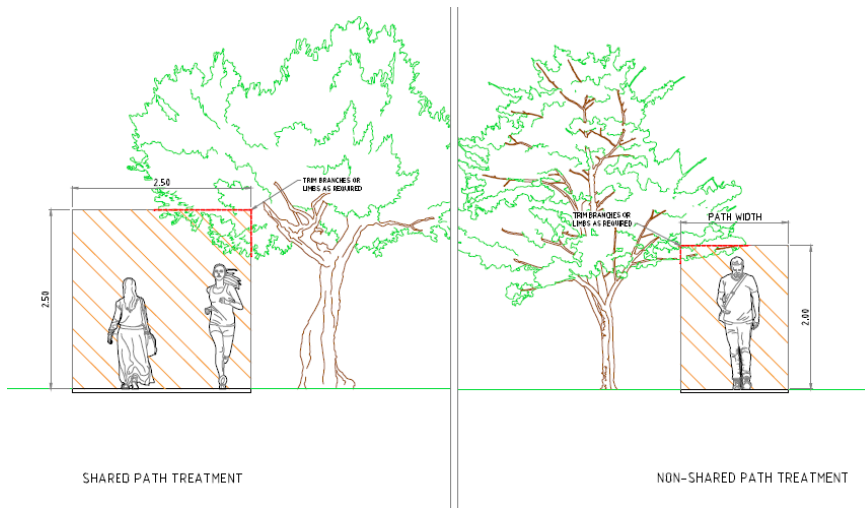 2.50
TRIM BRANCHES OR
LIMBS AS REQUIRED
2.50
SHARED PATH TREATMENT
TRIM BRANCHES OR
LIMBS AS REQUIRED
PATH WIDTH
2.00
NON-SHARED PATH TREATMENT